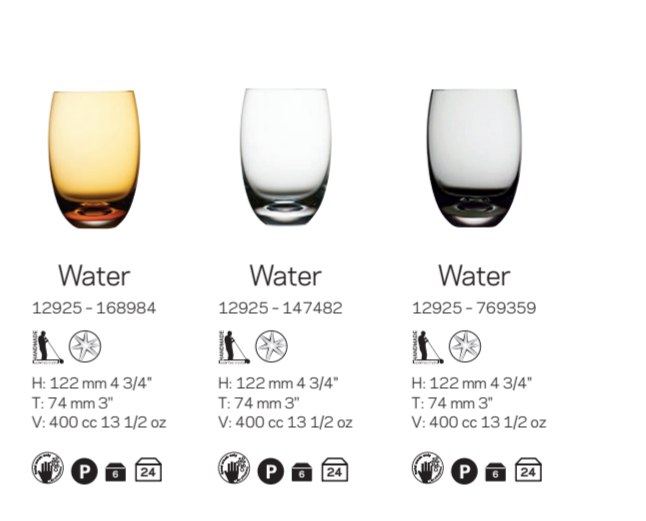 Water
12925 - 168984
HANDMADE
H: 122 mm 4 3/4"
T: 74 mm 3"
V: 400 cc 13 1/2 oz
P
6
24
Water
12925 - 147482
HANDMADE
H: 122 mm 4 3/4"
T: 74 mm 3"
V: 400 cc 13 1/2 oz
P
6
24
Water
12925 - 769359
HANDMADE
H: 122 mm 4 3/4"
T: 74 mm 3"
V: 400 cc 13 1/2 oz
P
6
24